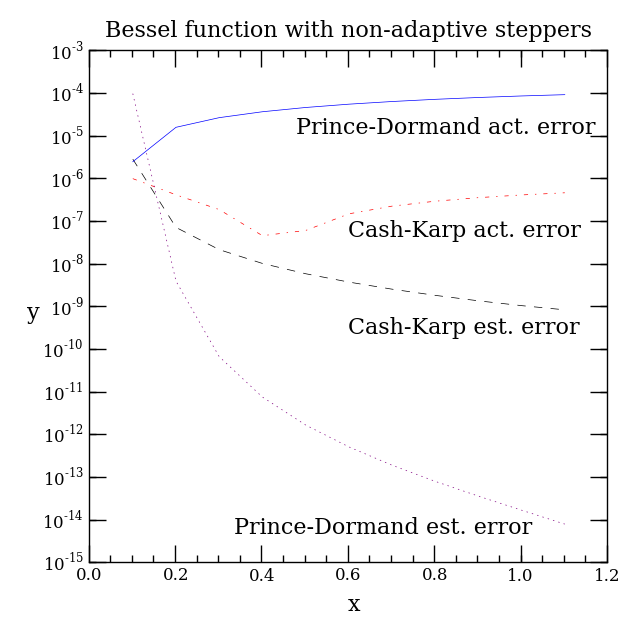 Bessel function with non-adaptive steppers
10-3
10-4
Prince-Dormand act. error
10-5
10-6
10-7
Cash-Karp act. error
10-8
y
10-9
Cash-Karp est. error
10-10
10-11
10-12
10-13
10-14
Prince-Dormand est. error
10-15
0.0 0.2 0.4 0.6 0.8 1.0 1.2
x